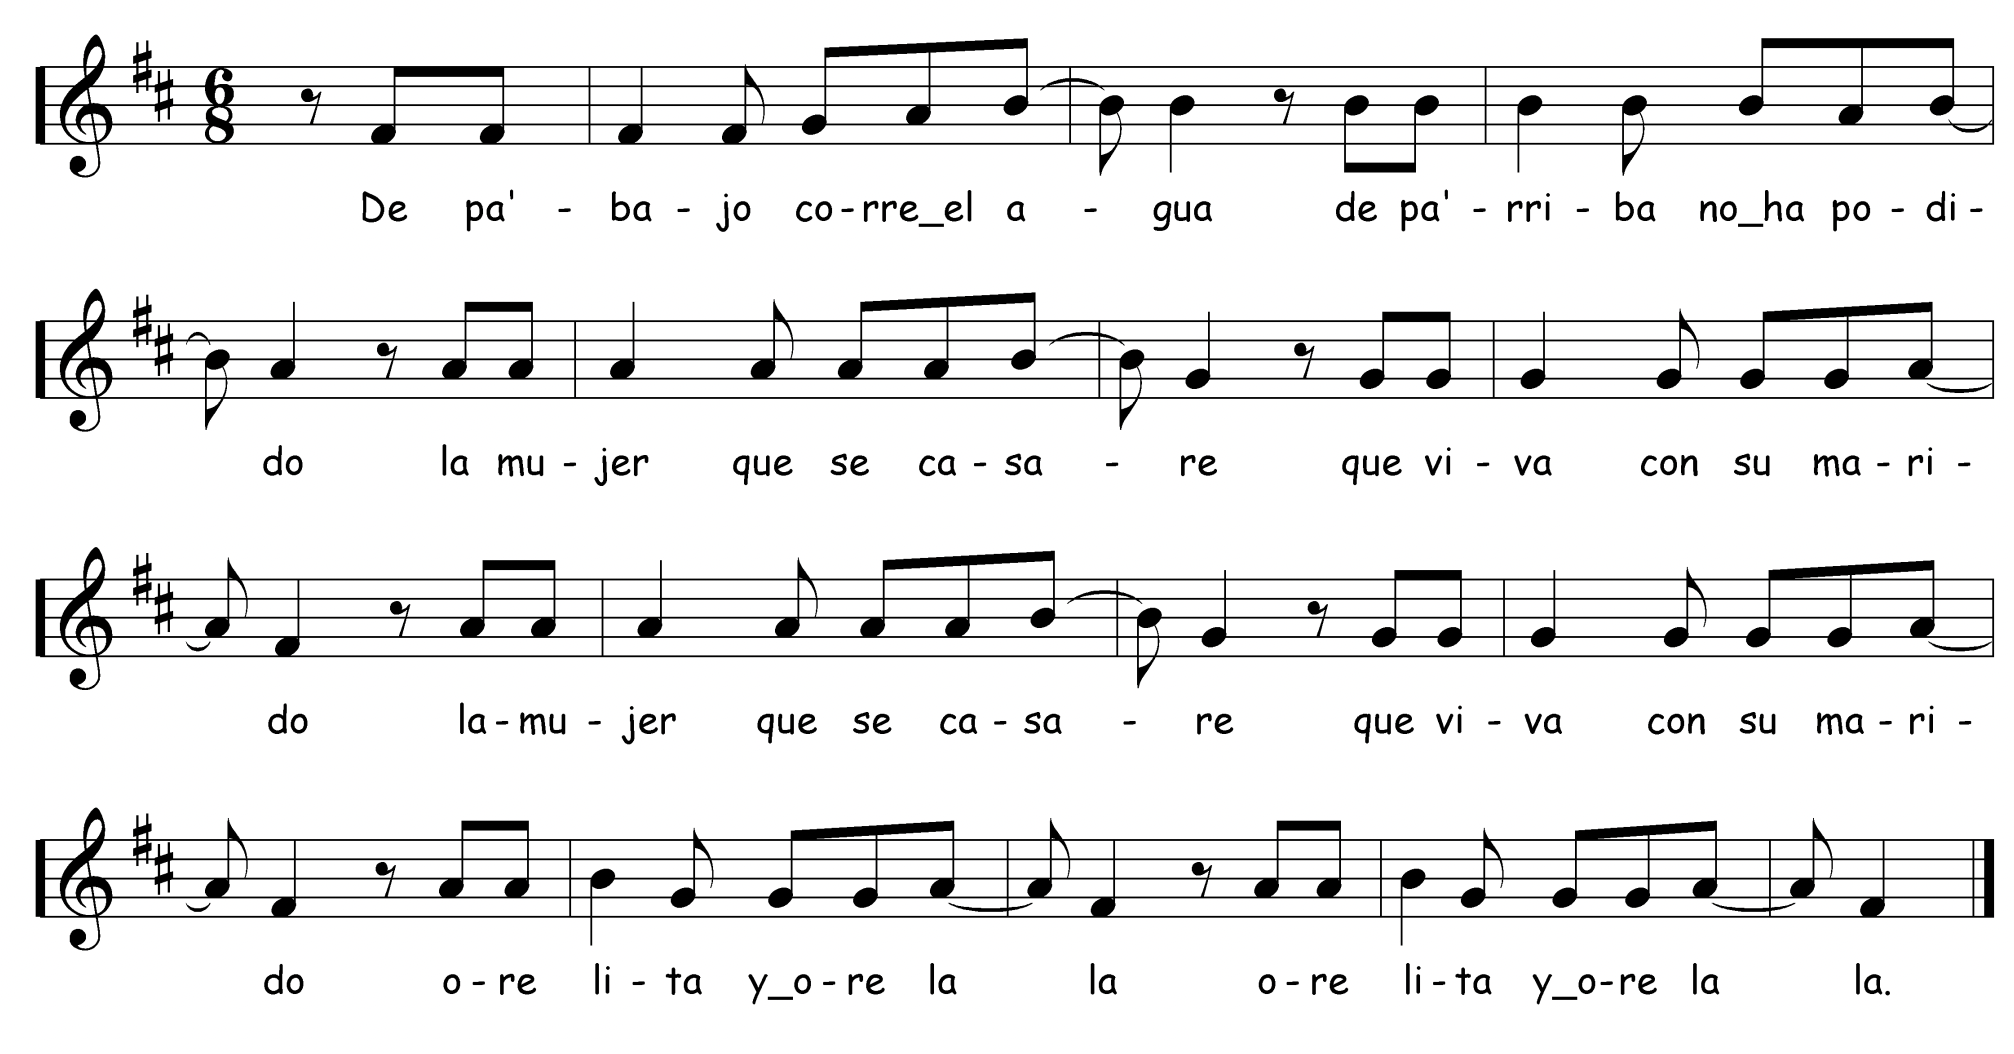 6
8
De pa' - ba - jo co - rre_el a - gua de pa' - rri - ba no_ha po - di -
do la mu - jer que se ca - sa - re que vi - va con su ma - ri -
do la - mu - jer que se ca - sa - re que vi - va con su ma - ri -
do o - re li - ta y_o - re la la o - re li - ta y_o-re la la.